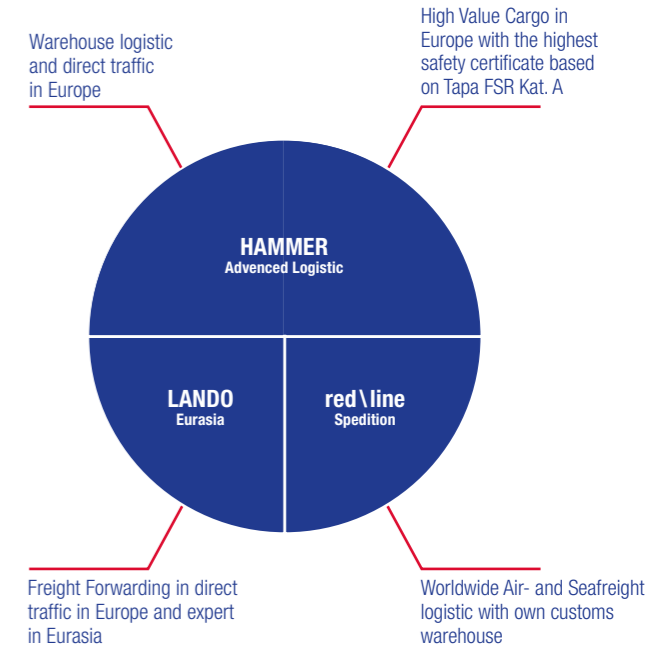 Warehouse logistic
and direct traffic
in Europe
High Value Cargo in
Europe with the highest
safety certificate based
on Tapa FSR Kat. A
HAMMER
Advenced Logistic
LANDO
Eurasia
red\line
Spedition
Freight Forwarding in direct
traffic in Europe and expert
in Eurasia
Worldwide Air- and Seafreight
logistic with own customs
warehouse